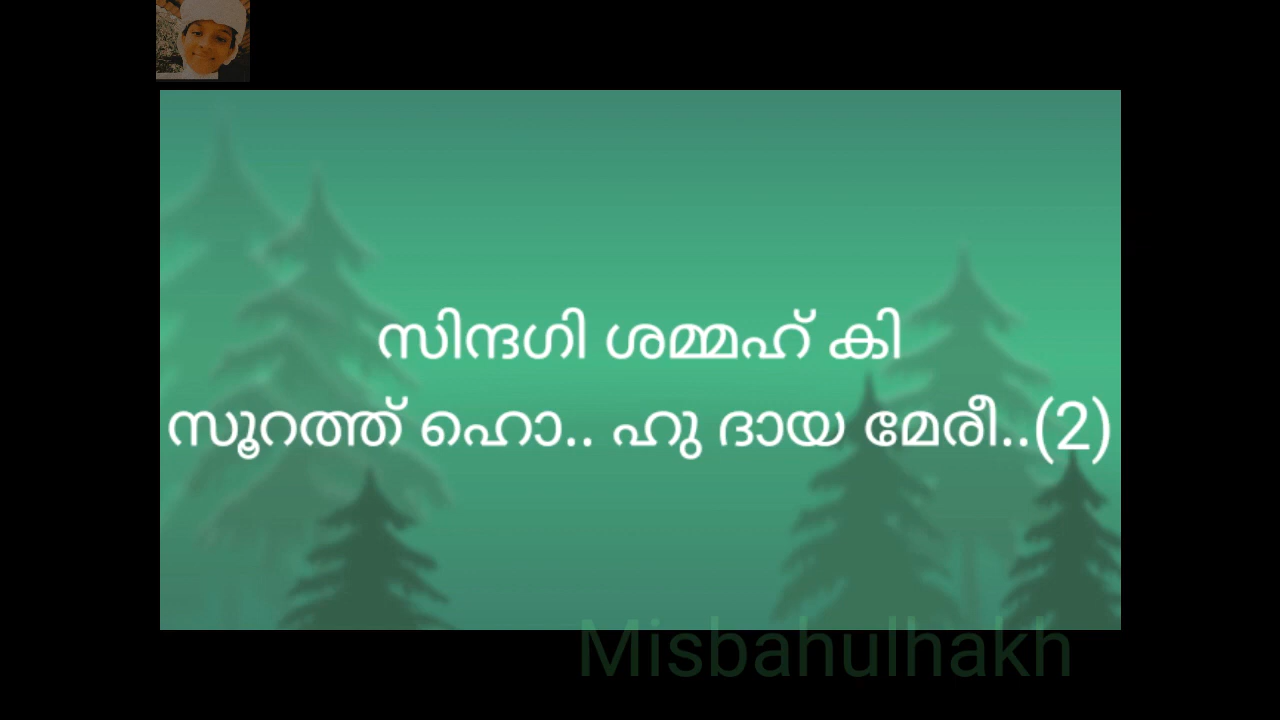 സിന്ദഗി ശമ്മഹ് കി
സൂറത്ത് ഹൊ.. ഹു ദായ മേരീ..(2)
Misbahulhakh